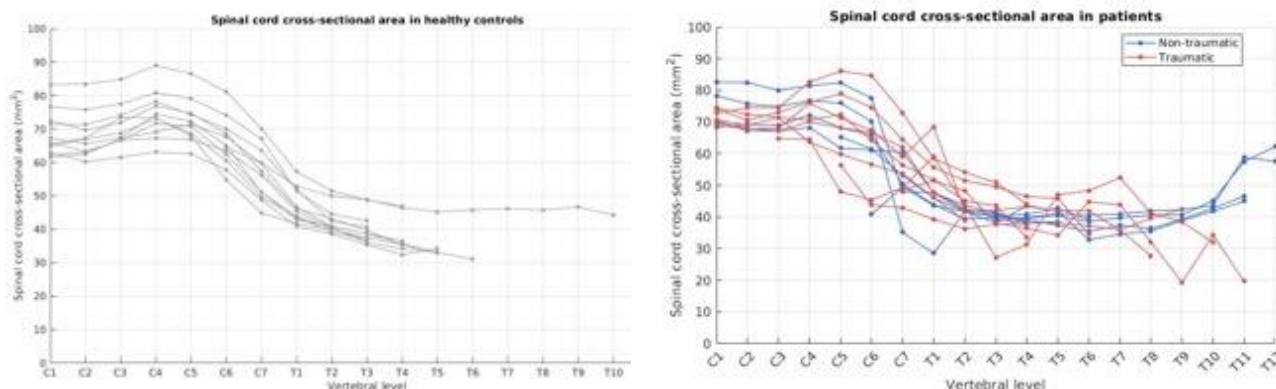 Spinal cord cross-sectional area in healthy controls
Spinal cord cross-sectional area (mm²)
100
90
80
70
60
50
40
30
20
10
0
C1 C2 C3 C4 C5 C6 C7 T1 T2 T3 T4 T5 T6 T7 T8 T9 T10
Vertebral level
Spinal cord cross-sectional area in patients
Non-traumatic
Traumatic
Spinal cord cross-sectional area (mm²)
100
90
80
70
60
50
40
30
20
10
0
C1 C2 C3 C4 C5 C6 C7 T1 T2 T3 T4 T5 T6 T7 T8 T9 T10 T11
Vertebral level